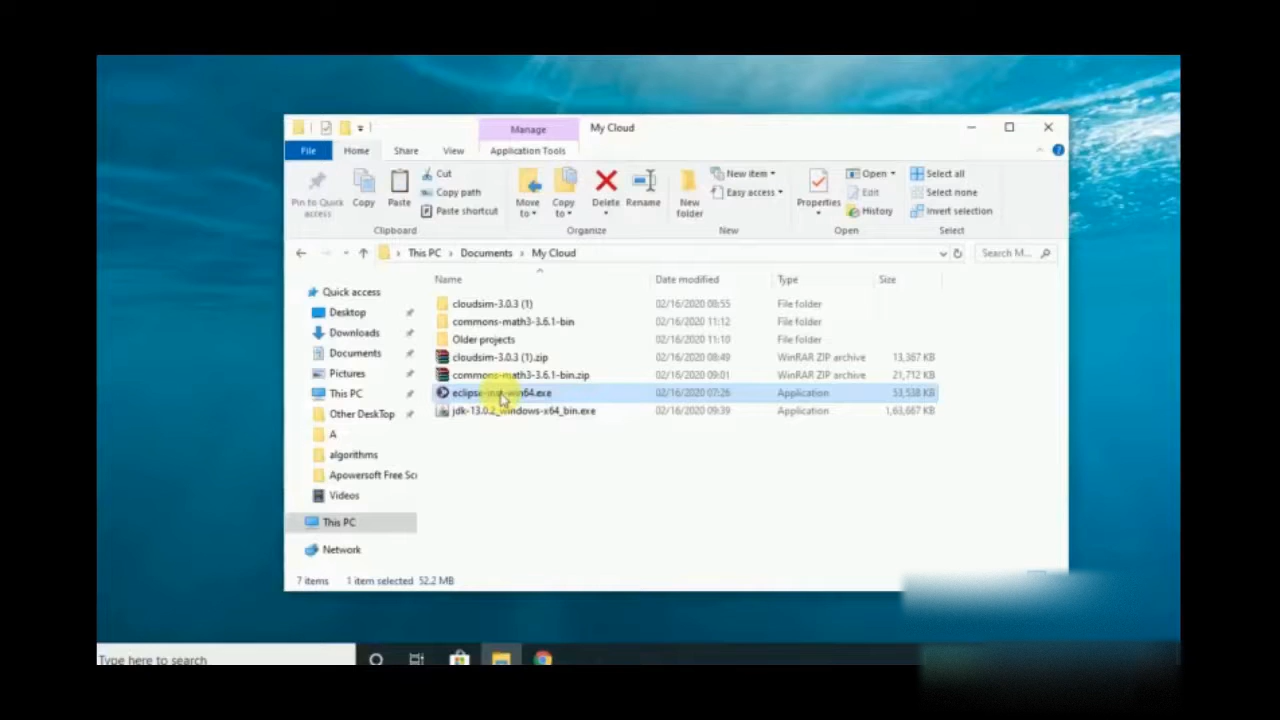 Manage
My Cloud
File
Home
Share
View
Application Tools
Pin to Quick access
Copy
Paste
Cut
Copy path
Paste shortcut
Clipboard
Move to
Copy to
Delete
Rename
Organize
New folder
New item
Easy access
New
Properties
Open
Edit
History
Open
Select all
Select none
Invert selection
Select
This PC > Documents > My Cloud
Search M...
Name Date modified Type Size
cloudsim-3.0.3 (1) 02/16/2020 08:55 File folder
commons-math3-3.6.1-bin 02/16/2020 11:12 File folder
Older projects 02/16/2020 11:10 File folder
cloudsim-3.0.3 (1).zip 02/16/2020 08:49 WinRAR ZIP archive 13,367 KB
commons-math3-3.6.1-bin.zip 02/16/2020 09:01 WinRAR ZIP archive 21,712 KB
eclipse-inst-win64.exe 02/16/2020 07:26 Application 53,538 KB
jdk-13.0.2_windows-x64_bin.exe 02/16/2020 09:39 Application 1,63,667 KB
Quick access
Desktop
Downloads
Documents
Pictures
This PC
Other DeskTop
A
algorithms
Apowersoft Free Scr
Videos
This PC
Network
7 items 1 item selected 52.2 MB
Type here to search